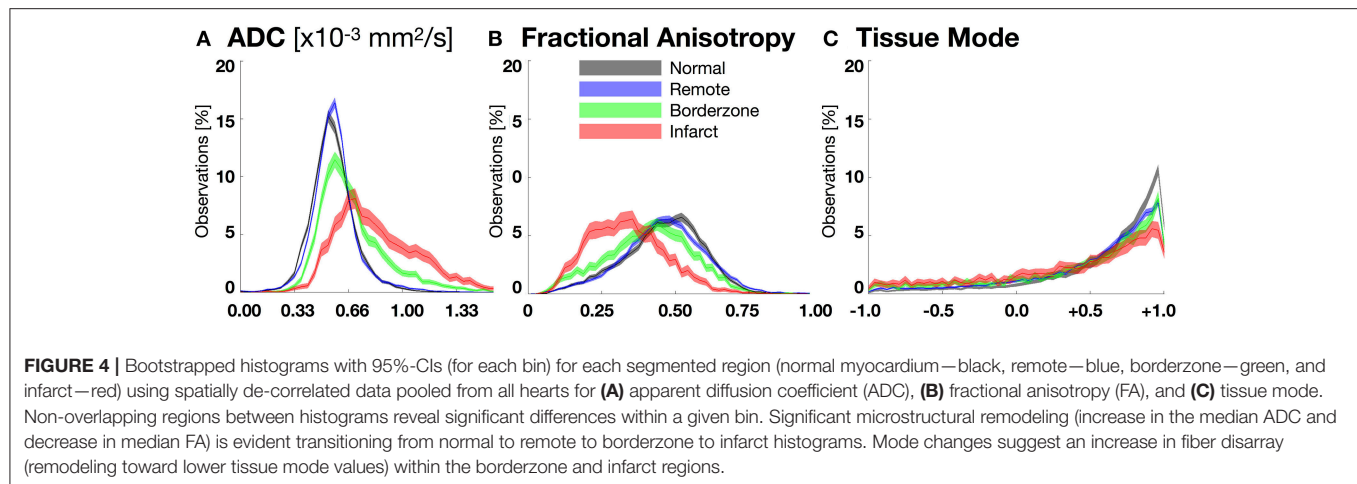 A ADC [x10-3 mm2/s]
B Fractional Anisotropy
C Tissue Mode
Observations [%]
20
15
10
5
0
0.00 0.33 0.66 1.00 1.33
Observations [%]
20
15
0
5
0
0 0.25 0.50 0.75 1.00
Normal
Remote
Borderzone
Infarct
Observations [%]
20
15
10
5
0
-1.0 -0.5 0.0 +0.5 +1.0
FIGURE 4 | Bootstrapped histograms with 95%-CIs (for each bin) for each segmented region (normal myocardium—black, remote—blue, borderzone—green, and
infarct—red) using spatially de-correlated data pooled from all hearts for (A) apparent diffusion coefficient (ADC), (B) fractional anisotropy (FA), and (C) tissue mode.
Non-overlapping regions between histograms reveal significant differences within a given bin. Significant microstructural remodeling (increase in the median ADC and
decrease in median FA) is evident transitioning from normal to remote to borderzone to infarct histograms. Mode changes suggest an increase in fiber disarray
(remodeling toward lower tissue mode values) within the borderzone and infarct regions.